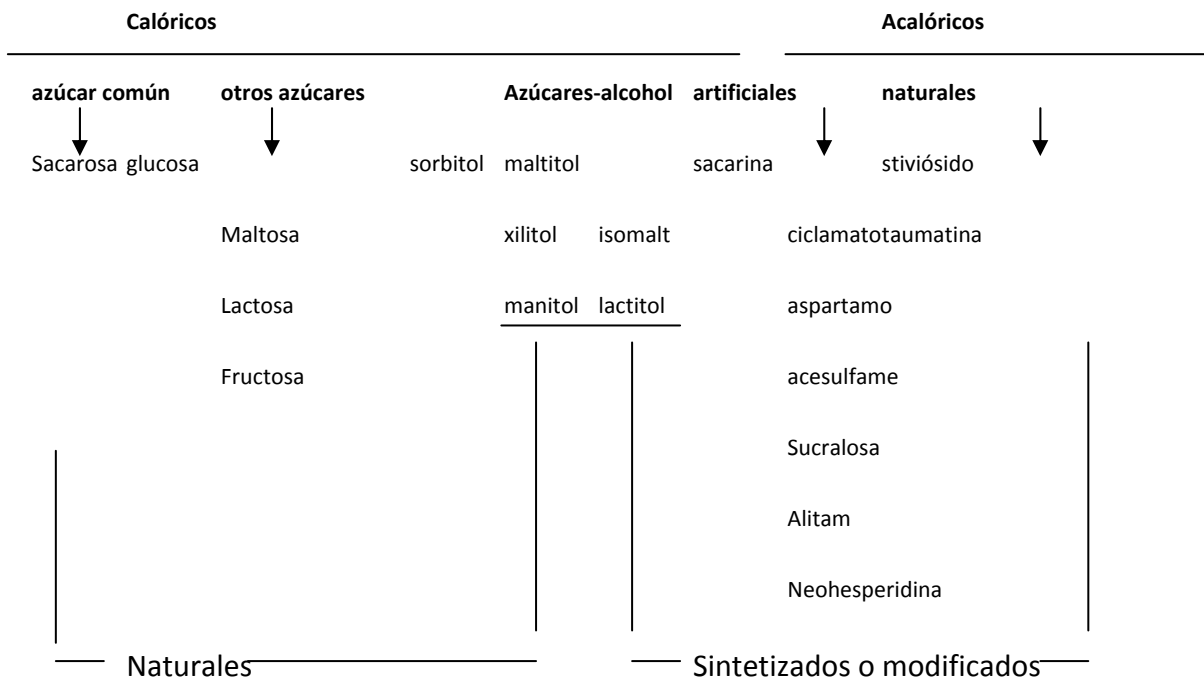 Calóricos Acalóricos
azúcar común otros azúcares Azúcares-alcohol artificiales naturales
Sacarosa glucosa sorbitol maltitol sacarina stiviósido
Maltosa xilitol isomalt ciclamatotaumatina
Lactosa manitol lactitol aspartamo
Fructosa acesulfame
Sucralosa
Alitam
Neohesperidina
Naturales Sintetizados o modificados